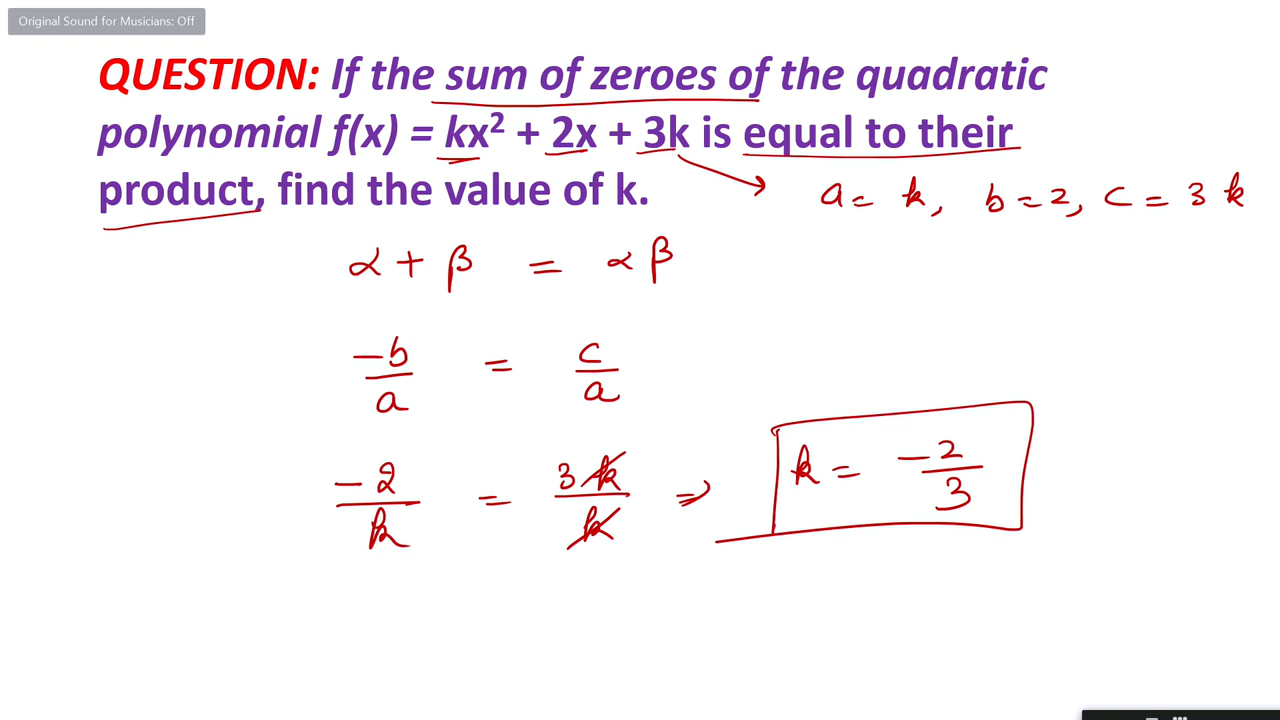 Original Sound for Musicians: Off
QUESTION: If the sum of zeroes of the quadratic
polynomial f(x) = kx² + 2x + 3k is equal to their
product, find the value of k.
a = k, b = 2, c = 3k
α + β = αβ
-b/a = c/a
-2/k = 3k/k ⇒ k = -2/3